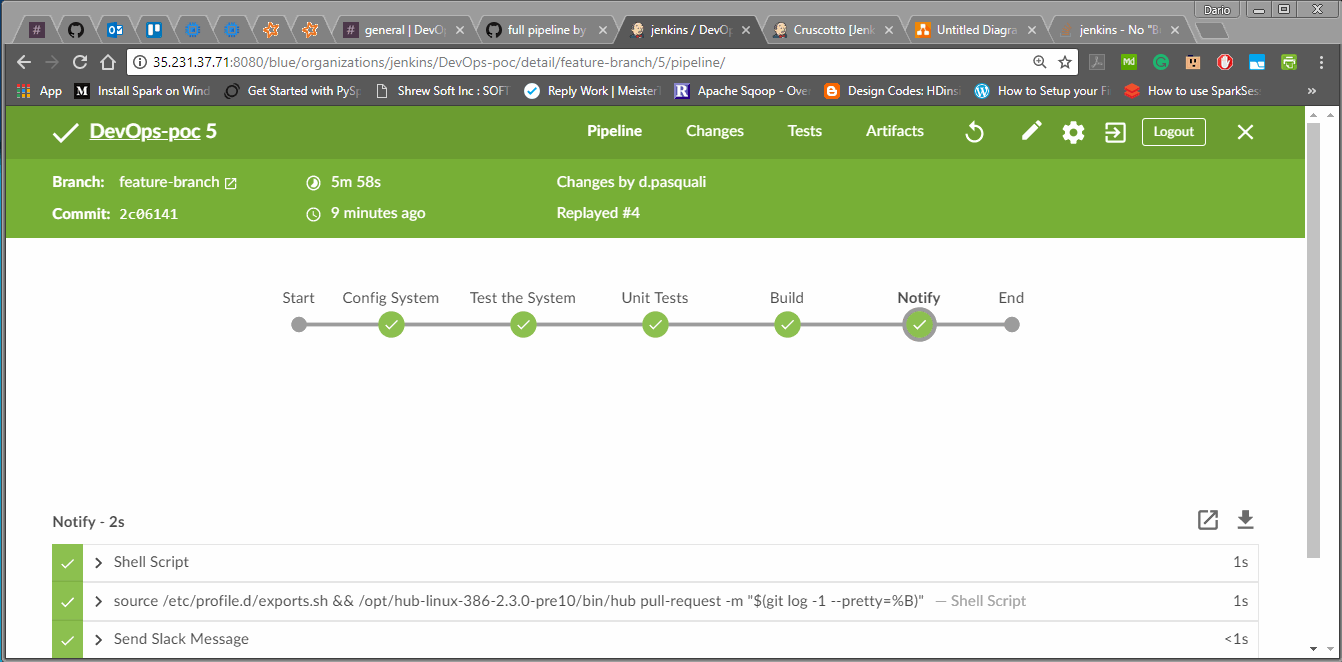 Dario
general | DevOp
full pipeline by
jenkins / DevOp
Cruscotto [Jenk
Untitled Diagra
jenkins - No "B
35.231.37.71:8080/blue/organizations/jenkins/DevOps-poc/detail/feature-branch/5/pipeline/
App
Install Spark on Wind
Get Started with PySp
Shrew Soft Inc : SOFT
Reply Work | MeisterT
Apache Sqoop - Over
Design Codes: HDinsi
How to Setup your Fi
How to use SparkSess
DevOps-poc 5
Pipeline
Changes
Tests
Artifacts
Logout
Branch: feature-branch
5m 58s
Changes by d.pasquali
Commit: 2c06141
9 minutes ago
Replayed #4
Start
Config System
Test the System
Unit Tests
Build
Notify
End
Notify - 2s
Shell Script
1s
source /etc/profile.d/exports.sh && /opt/hub-linux-386-2.3.0-pre10/bin/hub pull-request -m "$(git log -1 --pretty=%B)" — Shell Script
1s
Send Slack Message
<1s